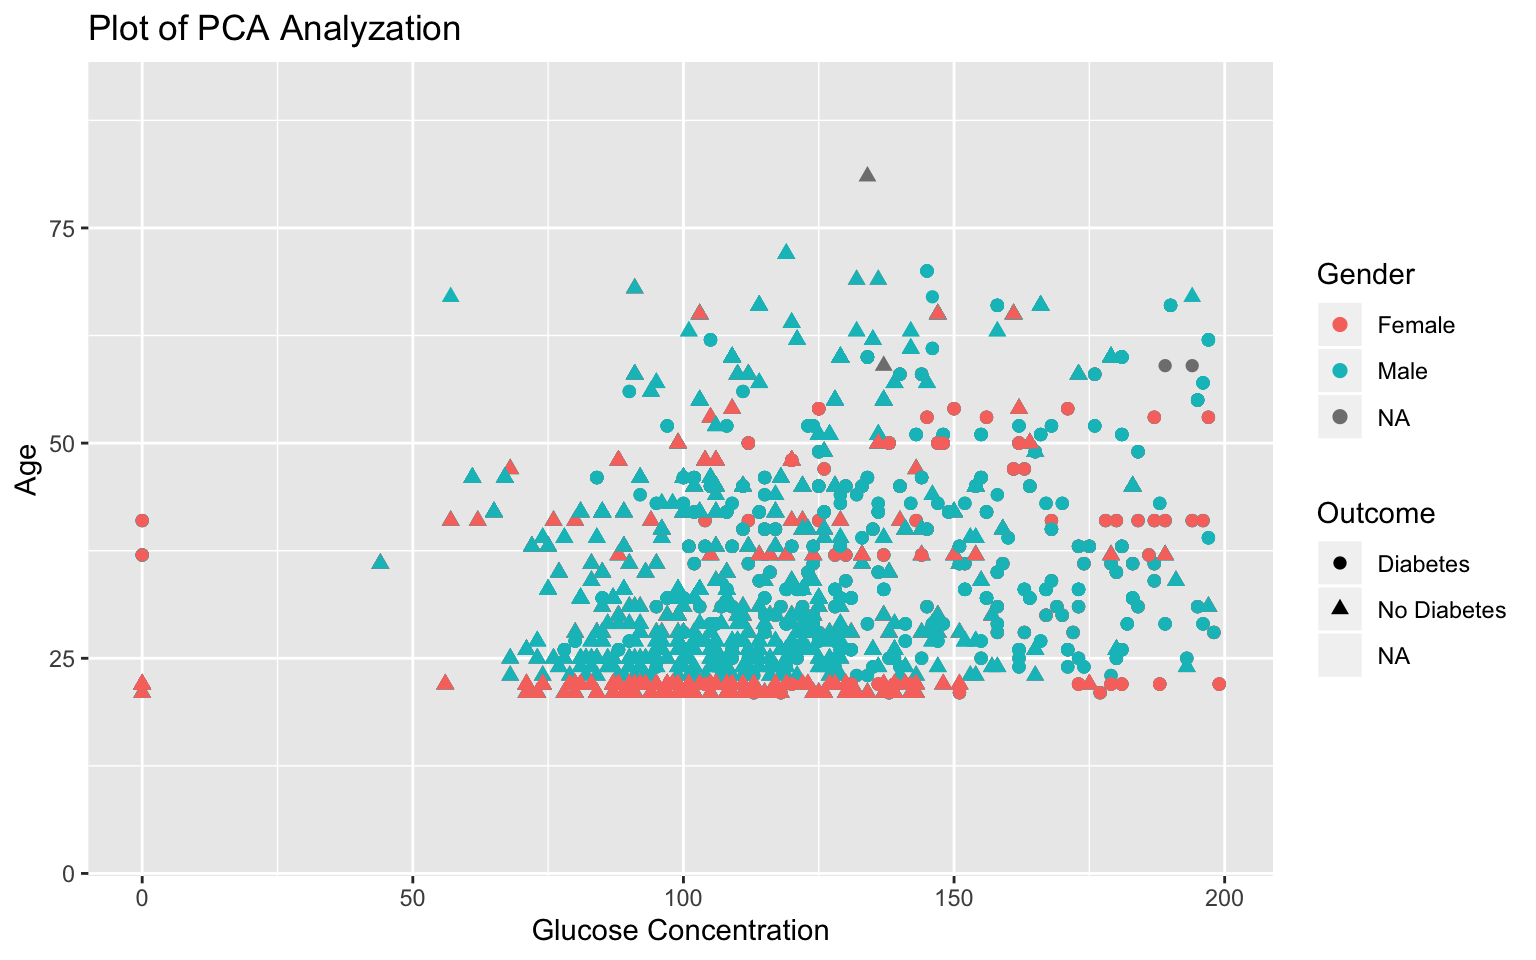 Plot of PCA Analyzation
75
50
25
0
Age
0
50
100
150
200
Glucose Concentration
Gender
Female
Male
NA
Outcome
Diabetes
No Diabetes
NA